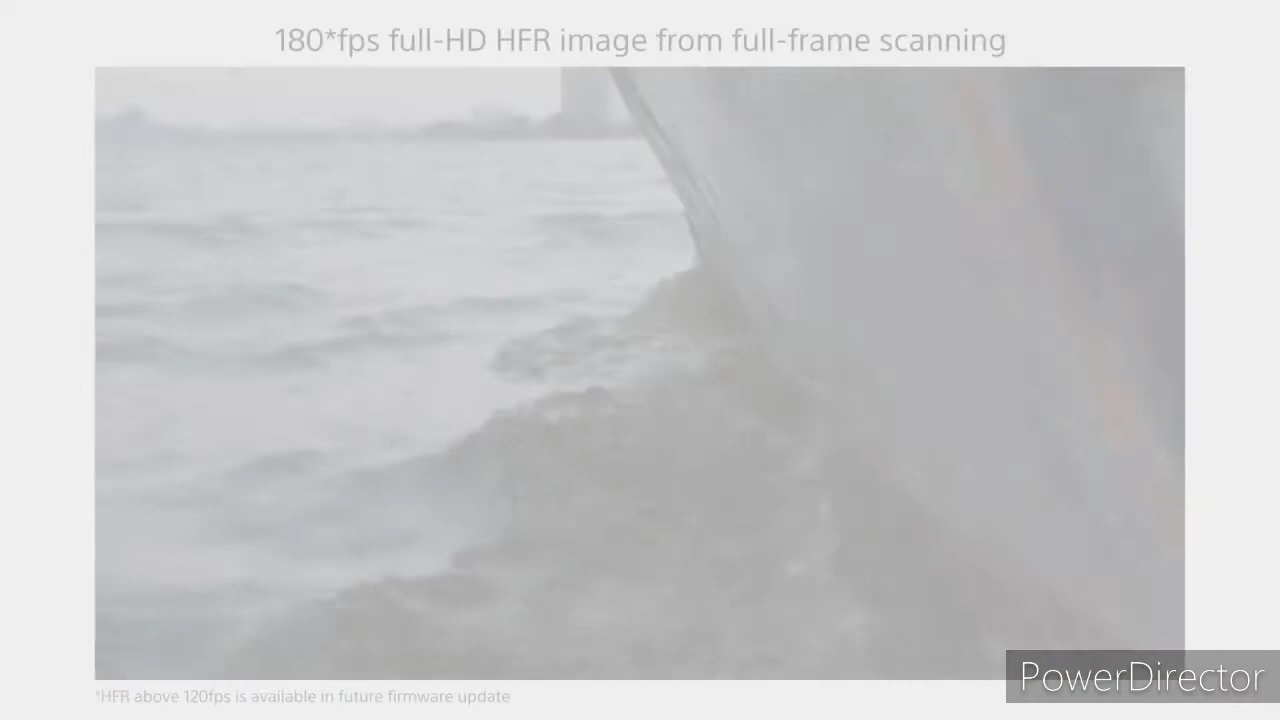 180*fps full-HD HFR image from full-frame scanning
*HFR above 120fps is available in future firmware update
PowerDirector